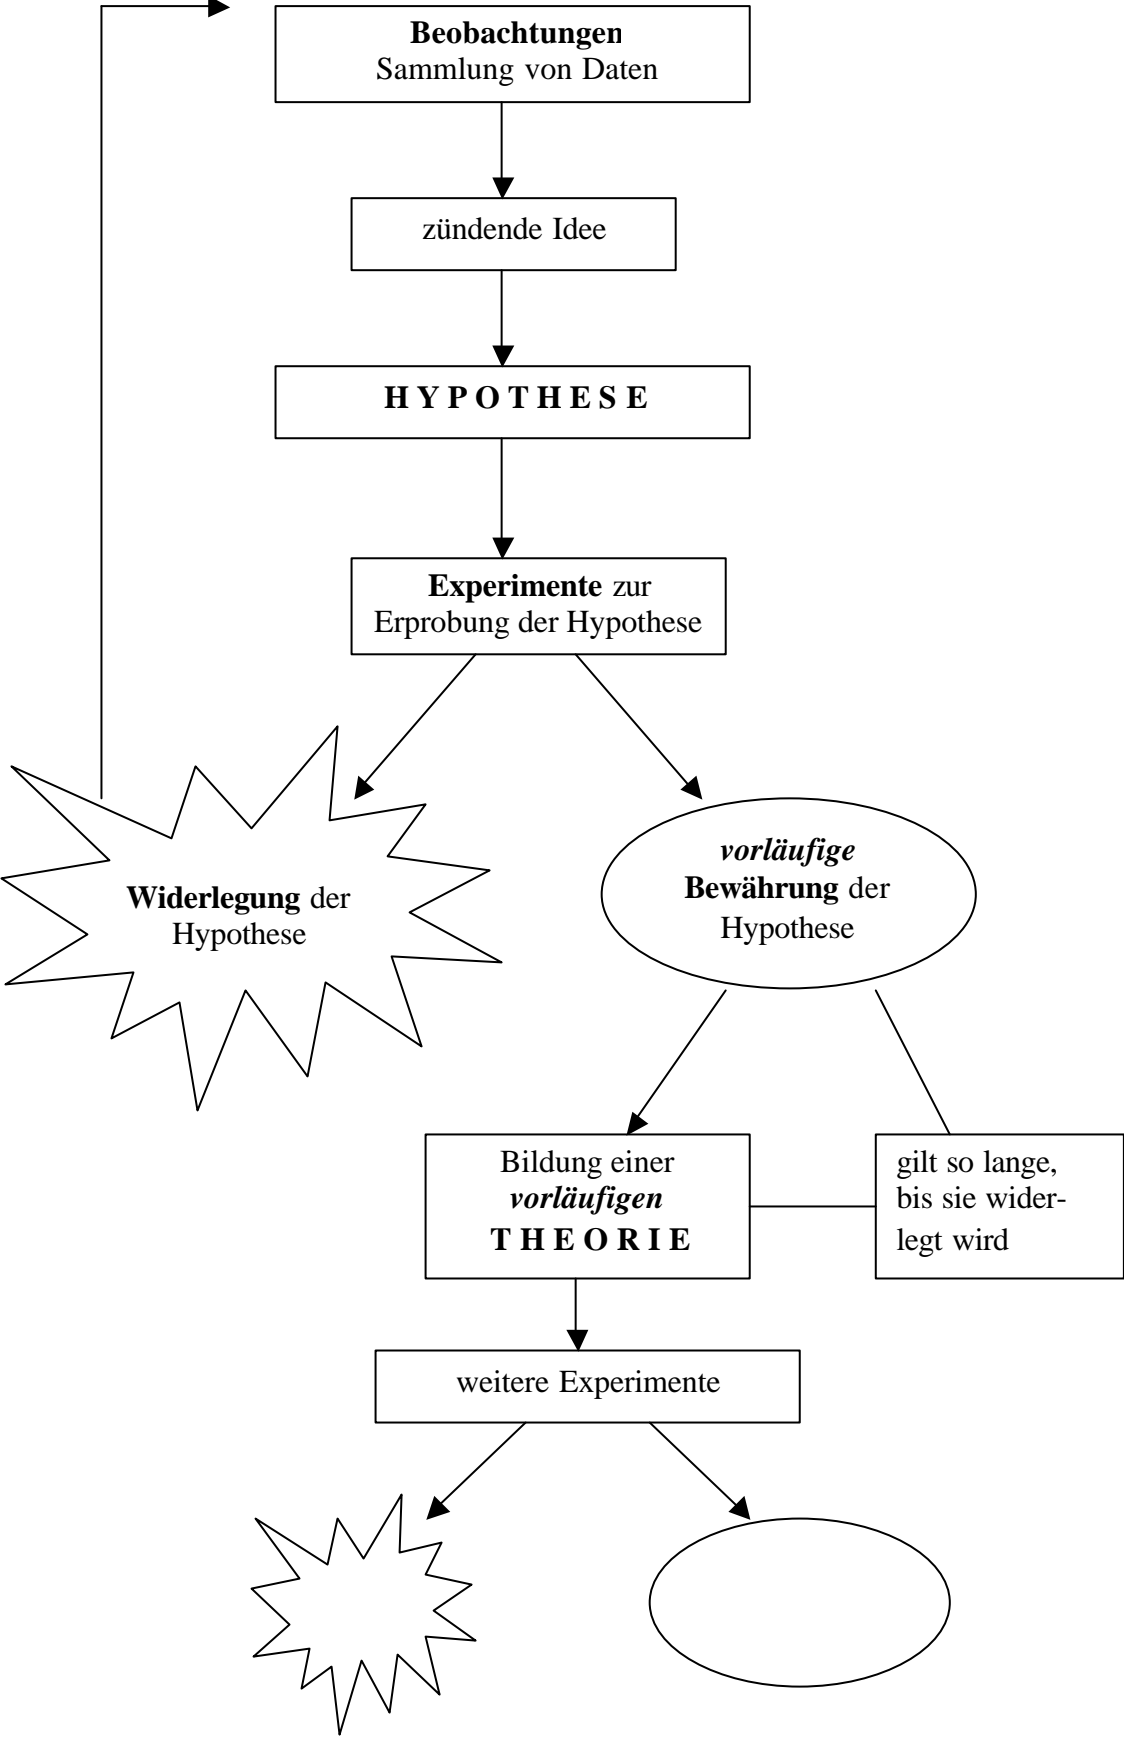 Beobachtungen
Sammlung von Daten
zündende Idee
H Y P O T H E S E
Experimente zur
Erprobung der Hypothese
Widerlegung der
Hypothese
vorläufige
Bewährung der
Hypothese
Bildung einer
vorläufigen
T H E O R I E
gilt so lange,
bis sie wider-
legt wird
weitere Experimente